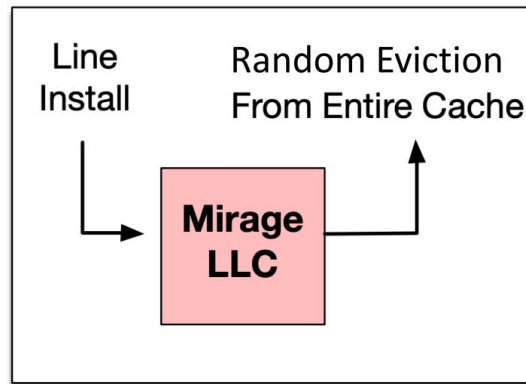 Line
Install
Random Eviction
From Entire Cache
Mirage
LLC